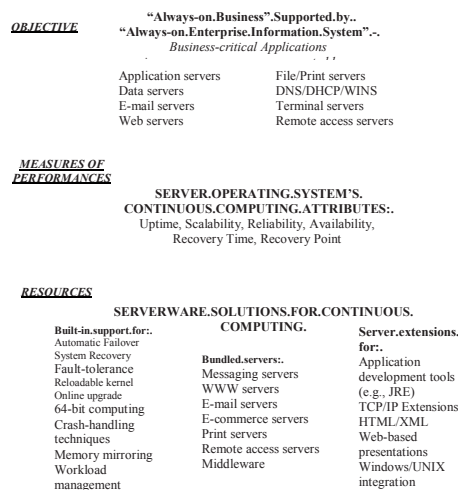 OBJECTIVE
“Always-on.Business”.Supported.by..
“Always-on.Enterprise.Information.System”.-.
Business-critical Applications
Application servers
Data servers
E-mail servers
Web servers
File/Print servers
DNS/DHCP/WINS
Terminal servers
Remote access servers
MEASURES OF
PERFORMANCES
SERVER.OPERATING.SYSTEM’S.
CONTINUOUS.COMPUTING.ATTRIBUTES:.
Uptime, Scalability, Reliability, Availability,
Recovery Time, Recovery Point
RESOURCES
SERVERWARE.SOLUTIONS.FOR.CONTINUOUS.
COMPUTING.
Built-in.support.for:.
Automatic Failover
System Recovery
Fault-tolerance
Reloadable kernel
Online upgrade
64-bit computing
Crash-handling
techniques
Memory mirroring
Workload
management
Bundled.servers:.
Messaging servers
WWW servers
E-mail servers
E-commerce servers
Print servers
Remote access servers
Middleware
Server.extensions.
for:.
Application
development tools
(e.g., JRE)
TCP/IP Extensions
HTML/XML
Web-based
presentations
Windows/UNIX
integration